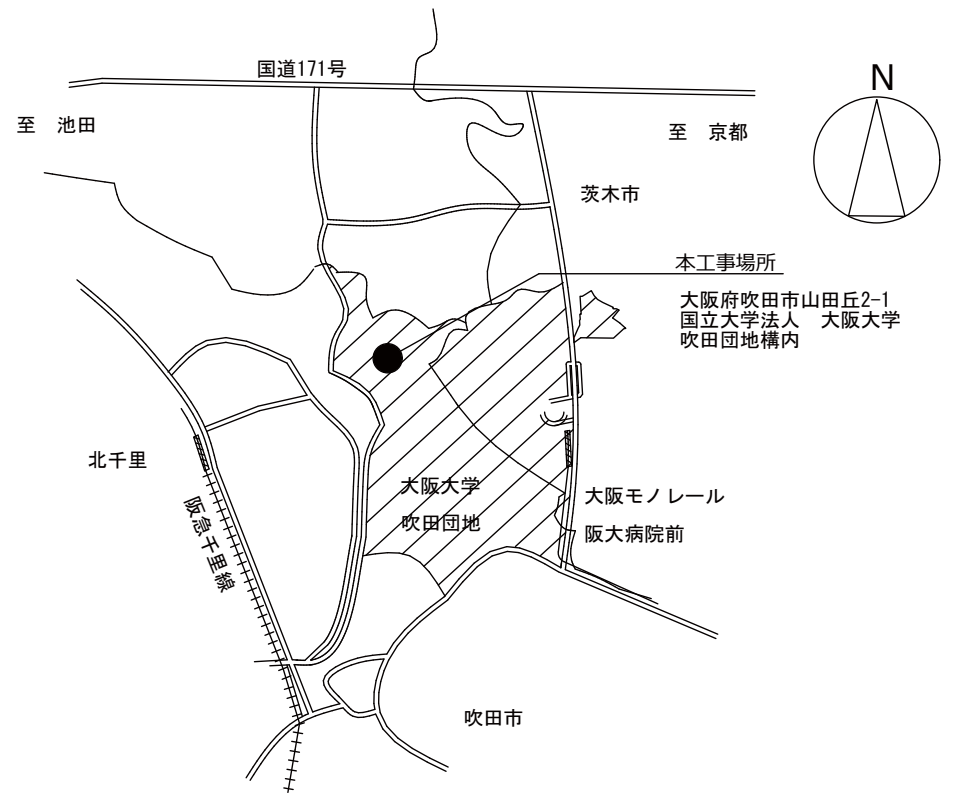 国道171号
N
至　池田
至　京都
茨木市
本工事場所
大阪府吹田市山田丘2-1
国立大学法人　大阪大学
吹田団地構内
北千里
阪急千里線
大阪大学
吹田団地
大阪モノレール
阪大病院前
吹田市